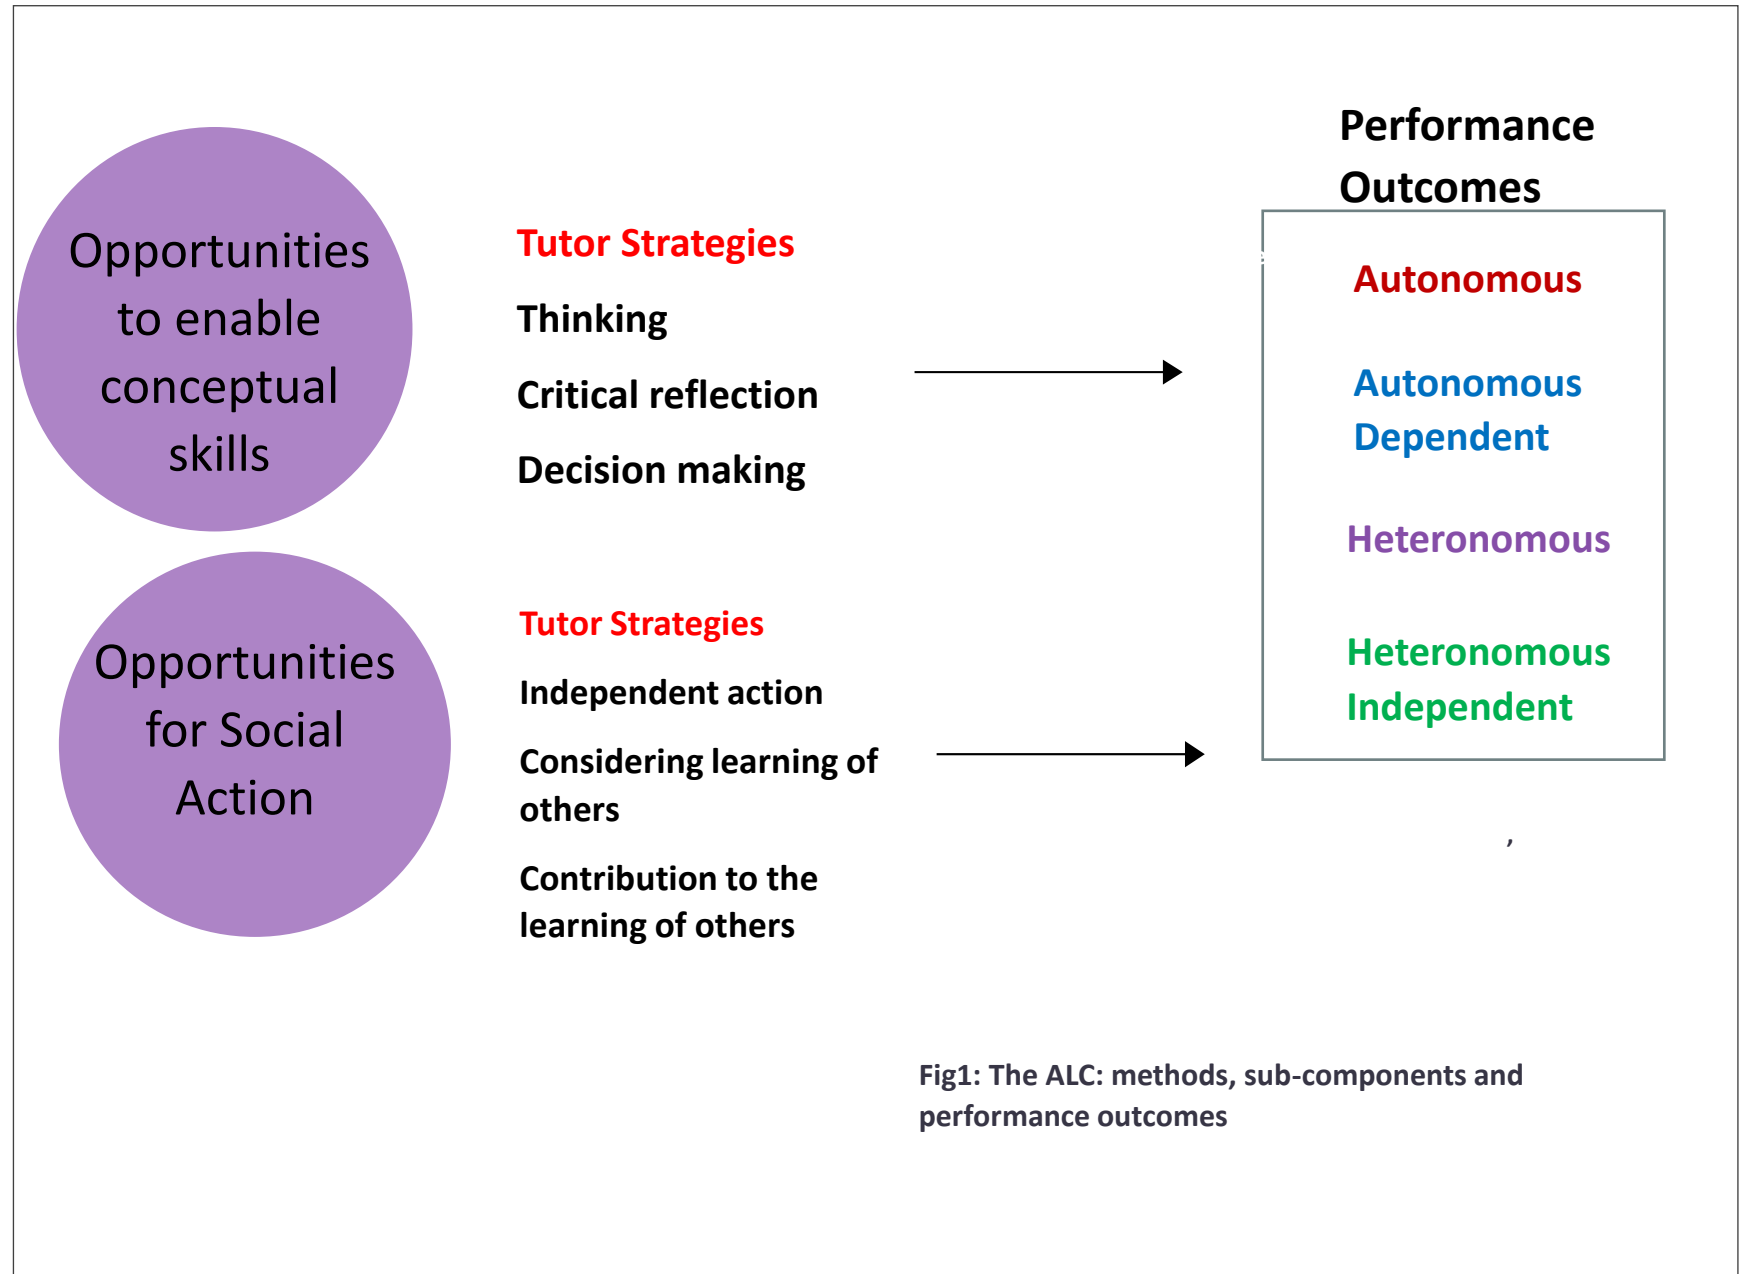 Opportunities
to enable
conceptual
skills
Tutor Strategies
Thinking
Critical reflection
Decision making
Performance
Outcomes
Autonomous
Autonomous
Dependent
Heteronomous
Heteronomous
Independent
Opportunities
for Social
Action
Tutor Strategies
Independent action
Considering learning of
others
Contribution to the
learning of others
,
Fig1: The ALC: methods, sub-components and
performance outcomes